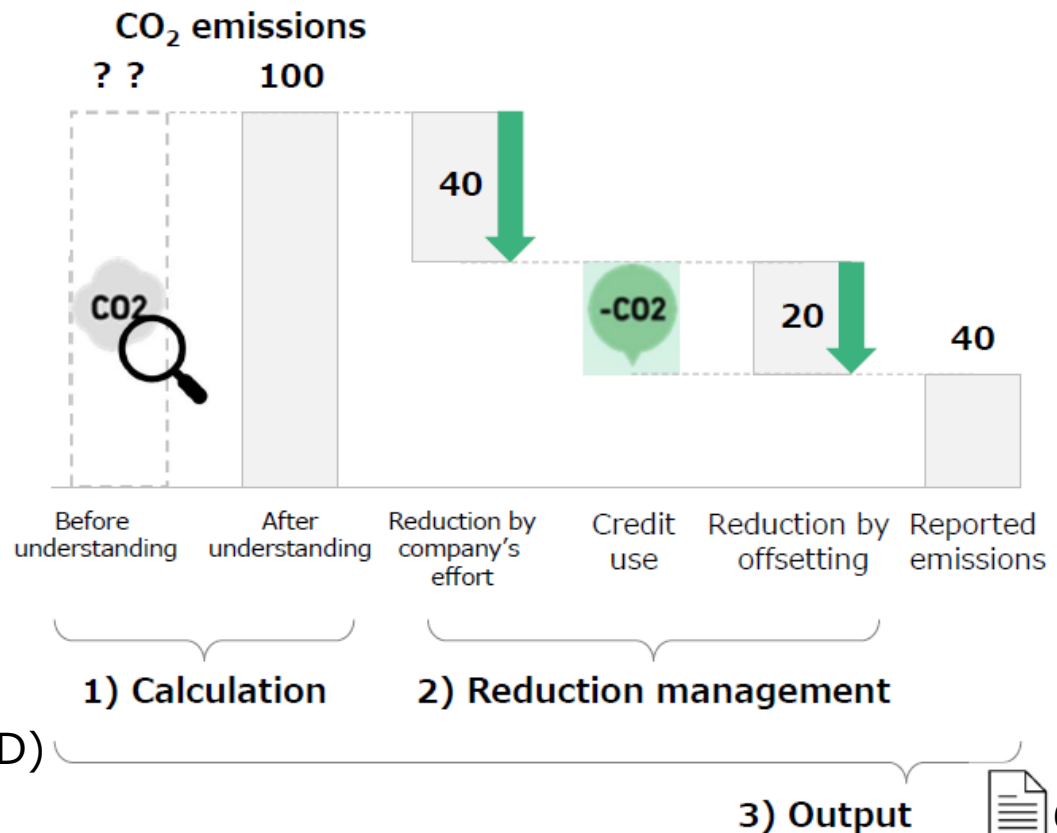 CO₂ emissions
? ?
100
40
CO2
-CO2
20
40
Before
understanding
After
understanding
Reduction by
company's
effort
Credit
use
Reduction by
offsetting
Reported
emissions
1) Calculation
2) Reduction management
D)
3) Output
(